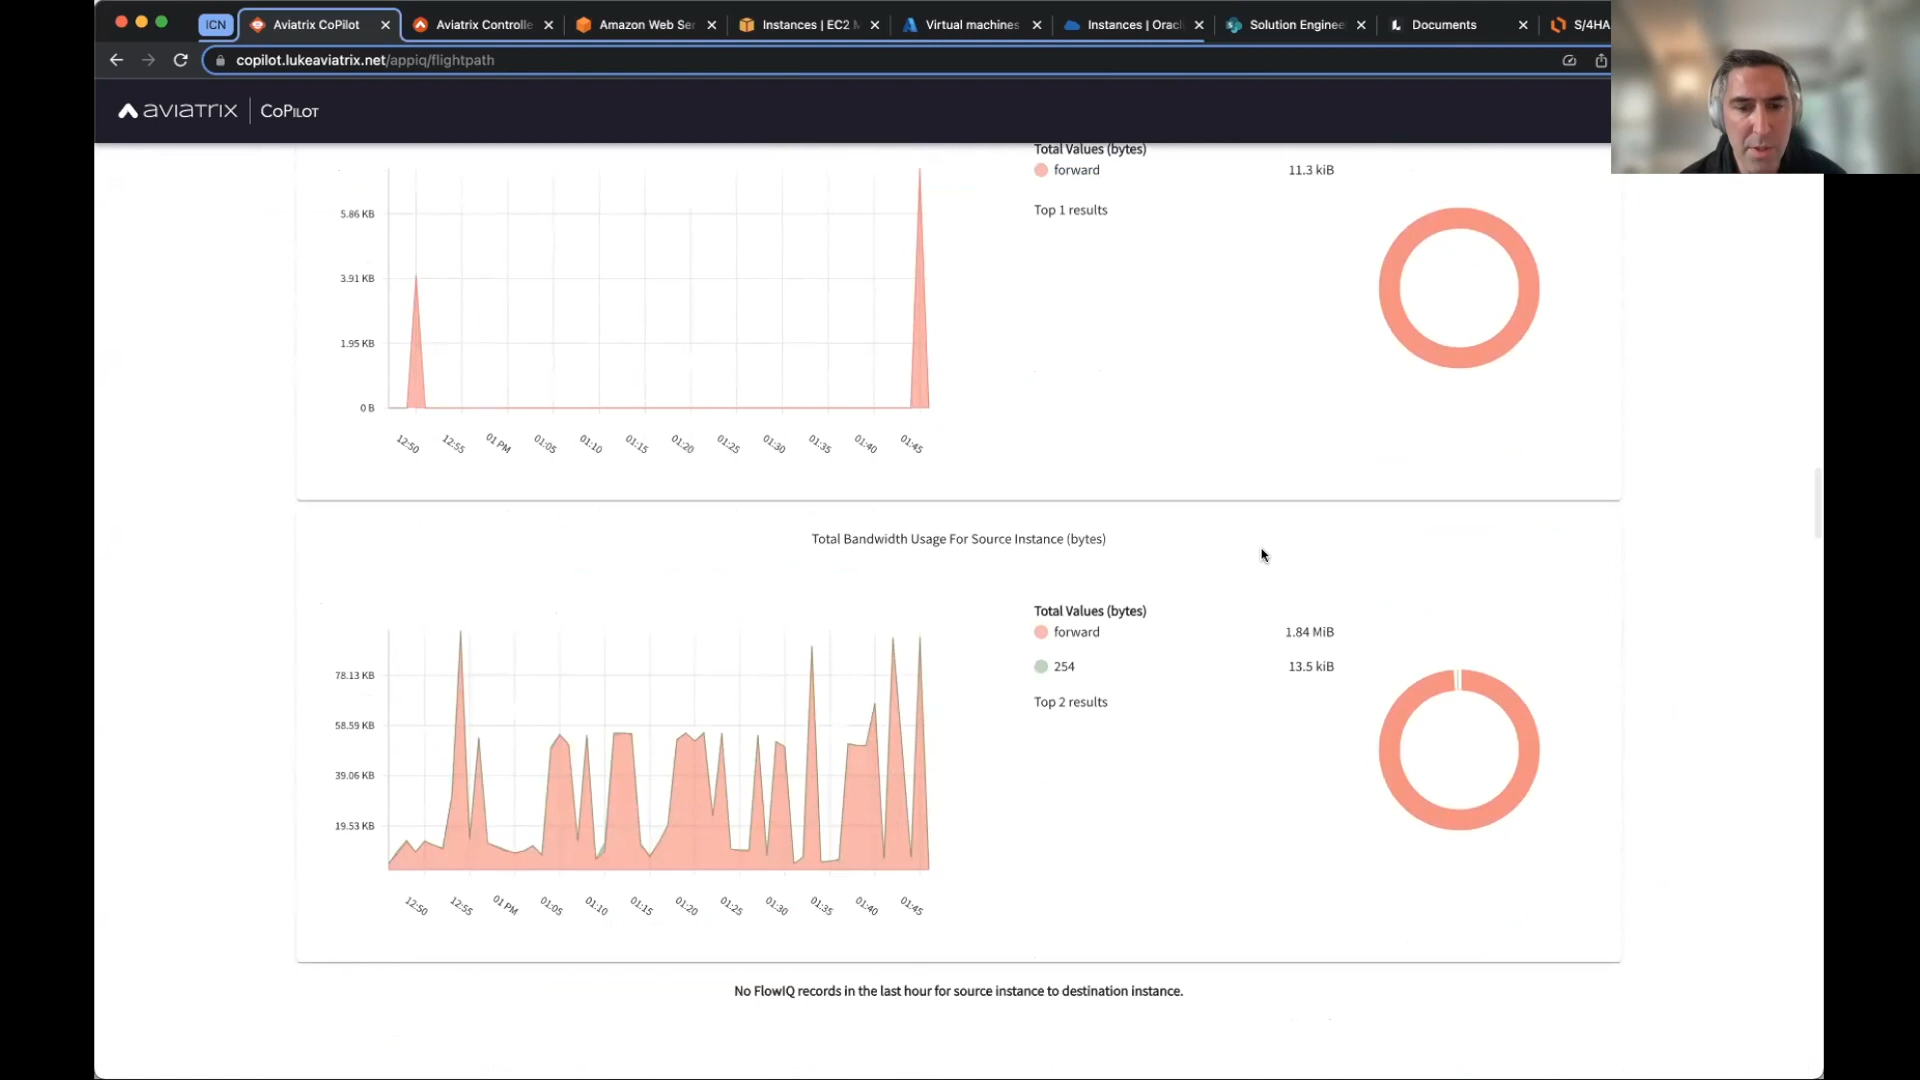 ICN
Aviatrix CoPilot
Aviatrix Controlle
Amazon Web Ser
Instances | EC2 M
Virtual machines
Instances | Oracl
Solution Enginee
Documents
S/4HA
copilot.lukeaviatrix.net/appiq/flightpath
aviatrix CoPilot
Total Values (bytes)
forward 11.3 kiB
Top 1 results
5.86 KB
3.91 KB
1.95 KB
0 B
12:50 12:55 01 PM 01:05 01:10 01:15 01:20 01:25 01:30 01:35 01:40 01:45
Total Bandwidth Usage For Source Instance (bytes)
Total Values (bytes)
forward 1.84 MiB
254 13.5 kiB
Top 2 results
78.13 KB
58.59 KB
39.06 KB
19.53 KB
12:50 12:55 01 PM 01:05 01:10 01:15 01:20 01:25 01:30 01:35 01:40 01:45
No FlowIQ records in the last hour for source instance to destination instance.